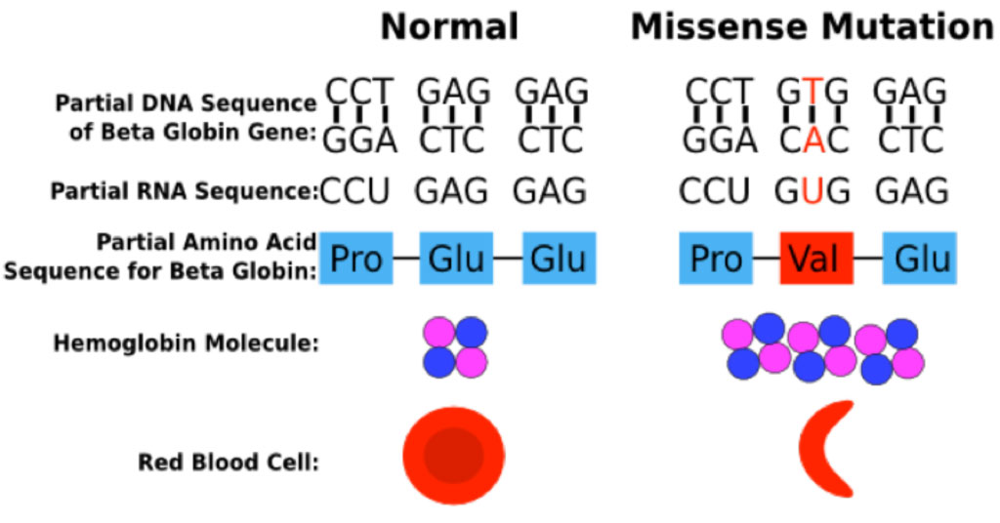 Normal Missense Mutation
Partial DNA Sequence of Beta Globin Gene:
CCT GAG GAG CCT GTG GAG
GGA CTC CTC GGA CAC CTC
Partial RNA Sequence: CCU GAG GAG CCU GUG GAG
Partial Amino Acid
Sequence for Beta Globin: Pro Glu Glu Pro Val Glu
Hemoglobin Molecule:
Red Blood Cell: